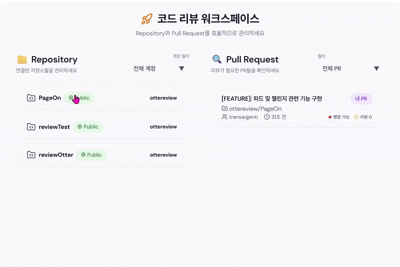 코드 리뷰 워크스페이스
Repository와 Pull Request를 효율적으로 관리하세요
Repository
연결된 저장소들을 관리하세요
계정 필터
전체 계정
PageOn
Public
ottereview
reviewTest
Public
ottereview
reviewOtter
Public
ottereview
Pull Request
리뷰가 필요한 PR들을 확인하세요
필터
전체 PR
[FEATURE]: 피드 및 챌린지 관련 기능 구현
내 PR
ottereview/PageOn
transargenti
31초 전
병합 가능
리뷰 0